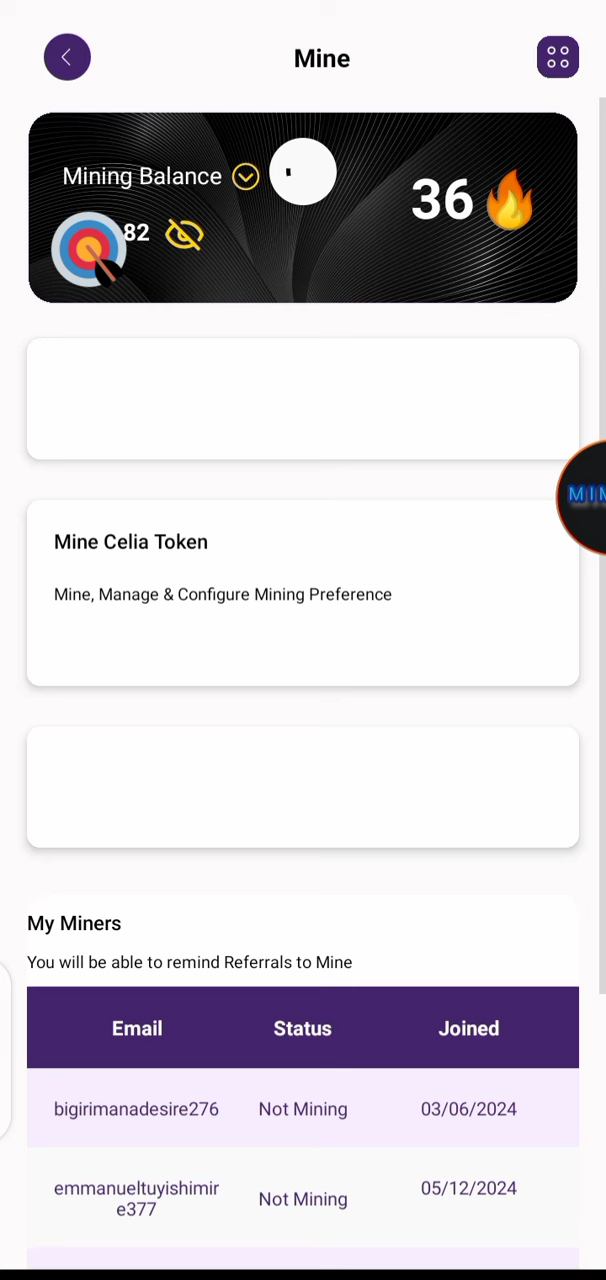 Mine
Mining Balance
36
82
Mine Celia Token
Mine, Manage & Configure Mining Preference
My Miners
You will be able to remind Referrals to Mine
Email Status Joined
bigirimanadesire276 Not Mining 03/06/2024
emmanueltuyishimir
e377 Not Mining 05/12/2024